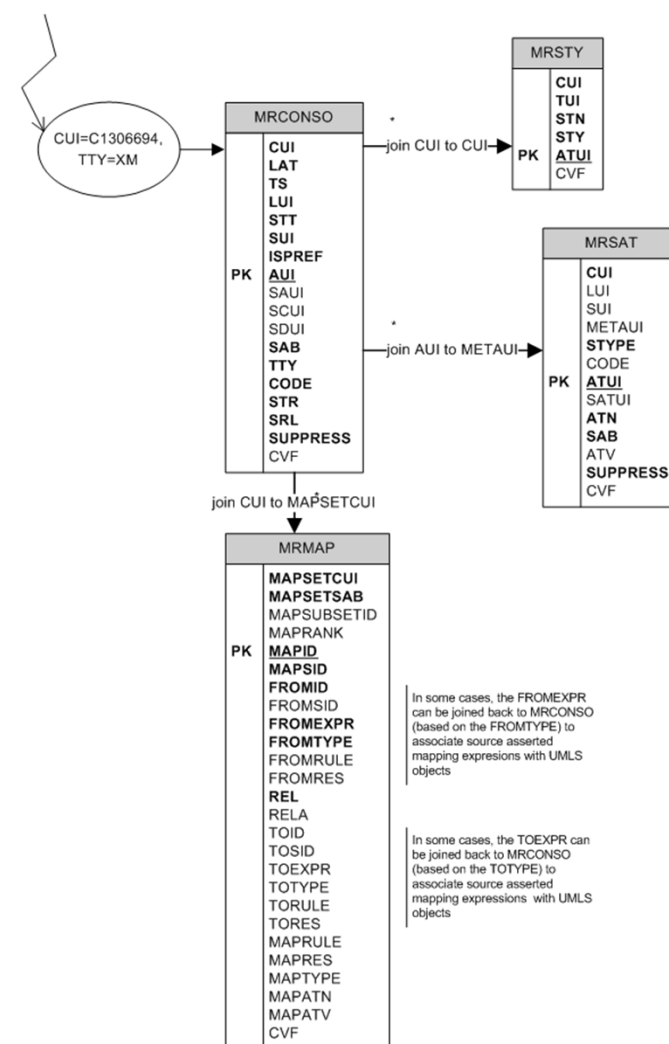 CUI=C1306694,
TTY=XM
MRCONSO
CUI
LAT
TS
LUI
STT
SUI
ISPREF
PK AUI
SAUI
SCUI
SDUI
SAB
TTY
CODE
STR
SRL
SUPPRESS
CVF
*
join CUI to CUI
MRSTY
CUI
TUI
STN
STY
PK ATUI
CVF
*
join AUI to METAUI
MRSAT
CUI
LUI
SUI
METAUI
STYPE
CODE
PK ATUI
SATUI
ATN
SAB
ATV
SUPPRESS
CVF
*
join CUI to MAPSETCUI
MRMAP
MAPSETCUI
MAPSETSAB
MAPSUBSETID
MAPRANK
PK MAPID
MAPSID
FROMID
FROMSID
FROMEXPR
FROMTYPE
FROMRULE
FROMRES
REL
RELA
TOID
TOSID
TOEXPR
TOTYPE
TORULE
TORES
MAPRULE
MAPRES
MAPTYPE
MAPATN
MAPATV
CVF
In some cases, the FROMEXPR
can be joined back to MRCONSO
(based on the FROMTYPE) to
associate source asserted
mapping expresions with UMLS
objects
In some cases, the TOEXPR can
be joined back to MRCONSO
(based on the TOTYPE) to
associate source asserted
mapping expressions with UMLS
objects